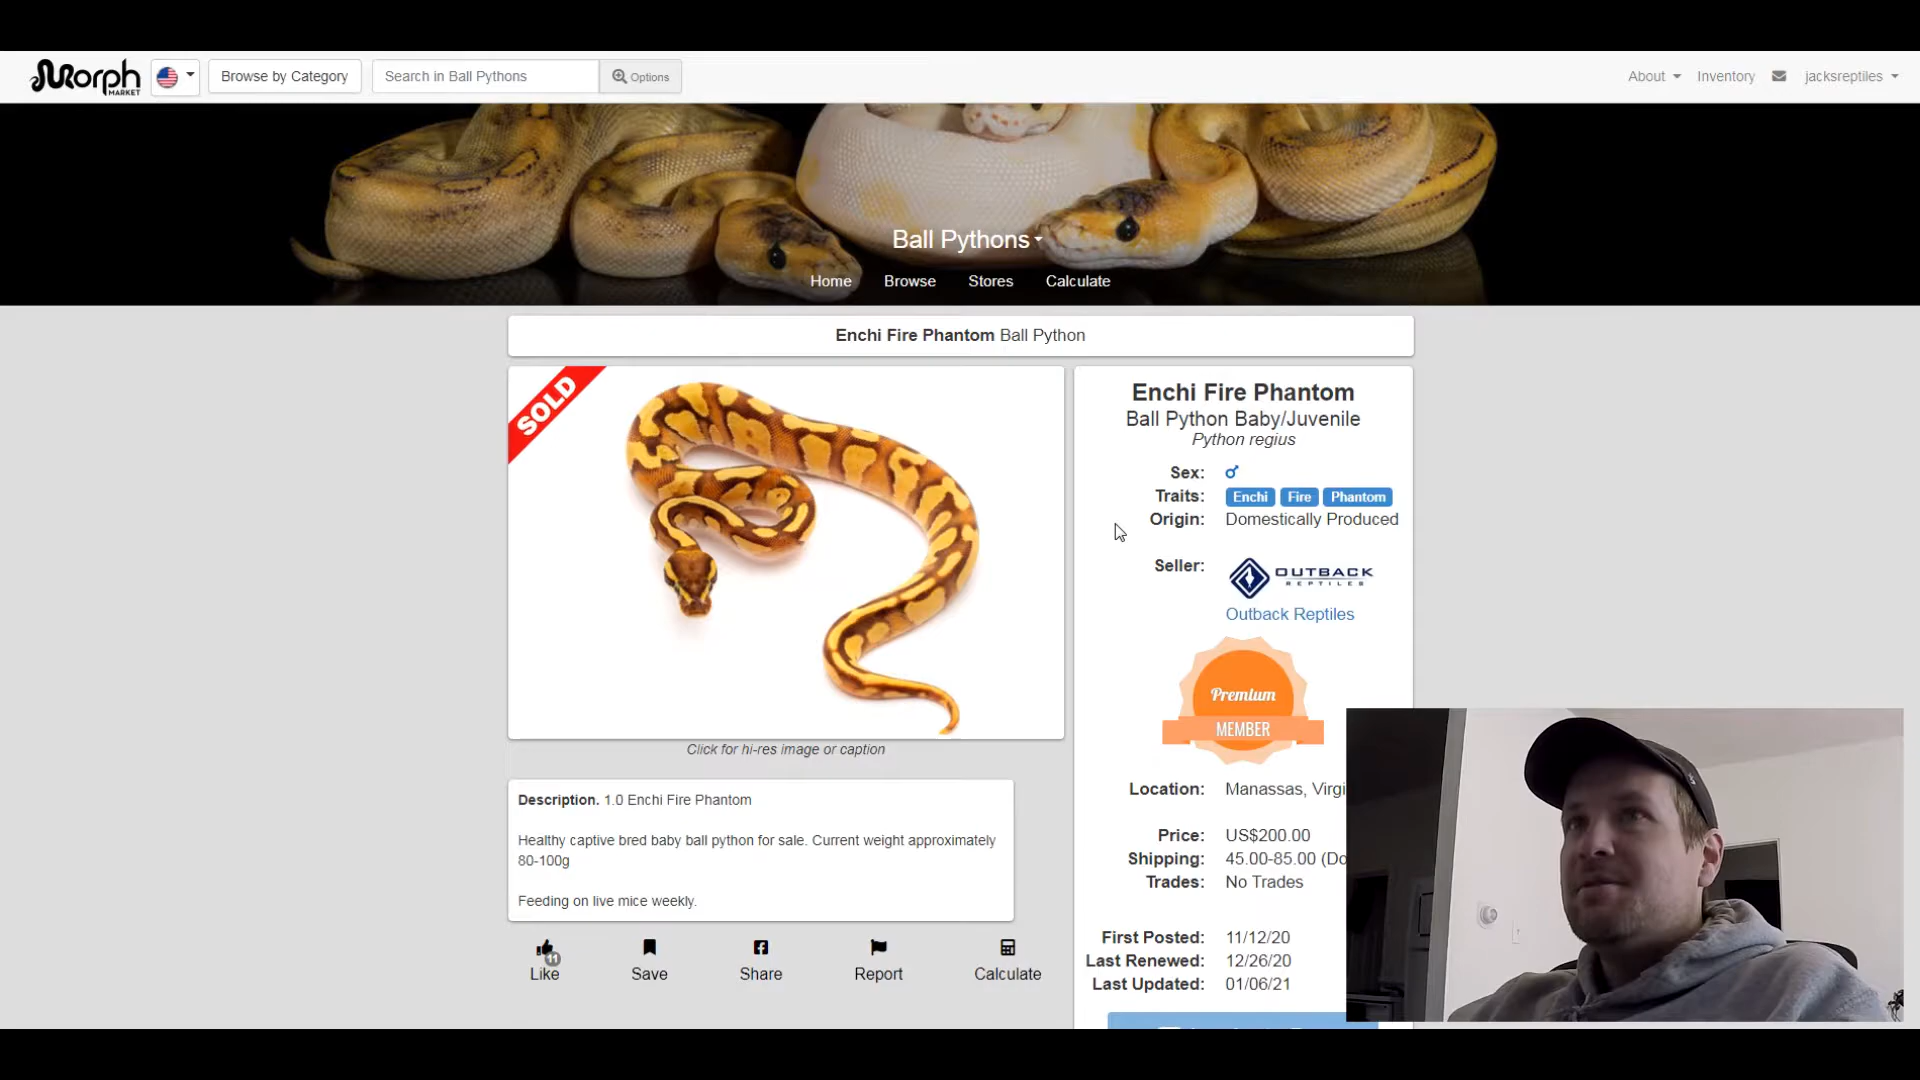 Morph MARKET Browse by Category Search in Ball Pythons Options About Inventory jacksreptiles
Ball Pythons
Home Browse Stores Calculate
Enchi Fire Phantom Ball Python
SOLD
Click for hi-res image or caption
Description. 1.0 Enchi Fire Phantom
Healthy captive bred baby ball python for sale. Current weight approximately
80-100g
Feeding on live mice weekly.
11
Like Save Share Report Calculate
Enchi Fire Phantom
Ball Python Baby/Juvenile
Python regius
Sex: ♂
Traits: Enchi Fire Phantom
Origin: Domestically Produced
Seller: OUTBACK REPTILES
Outback Reptiles
Premium
MEMBER
Location: Manassas, Virgi
Price: US$200.00
Shipping: 45.00-85.00 (Do
Trades: No Trades
First Posted: 11/12/20
Last Renewed: 12/26/20
Last Updated: 01/06/21